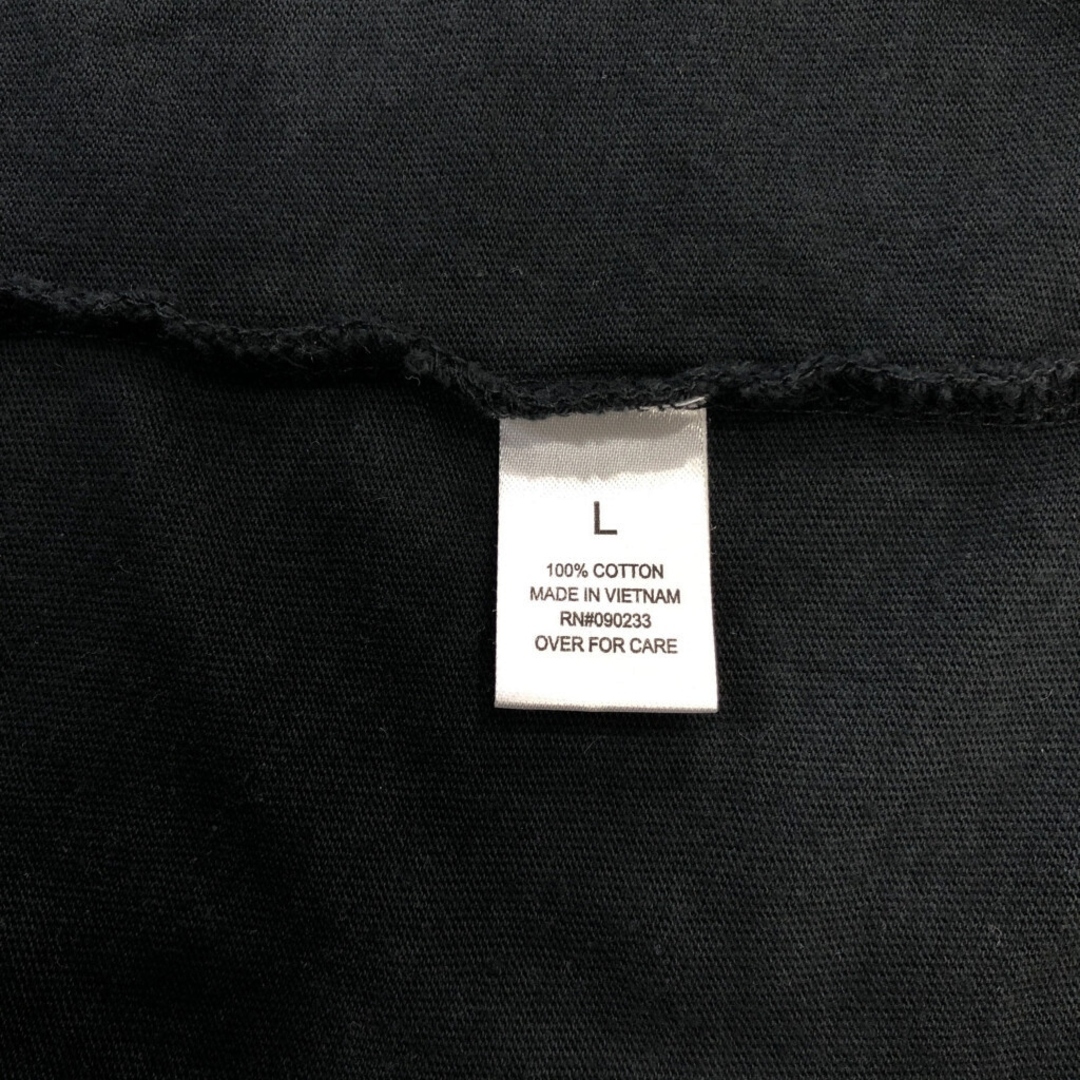 L
100% COTTON
MADE IN VIETNAM
RN#090233
OVER FOR CARE